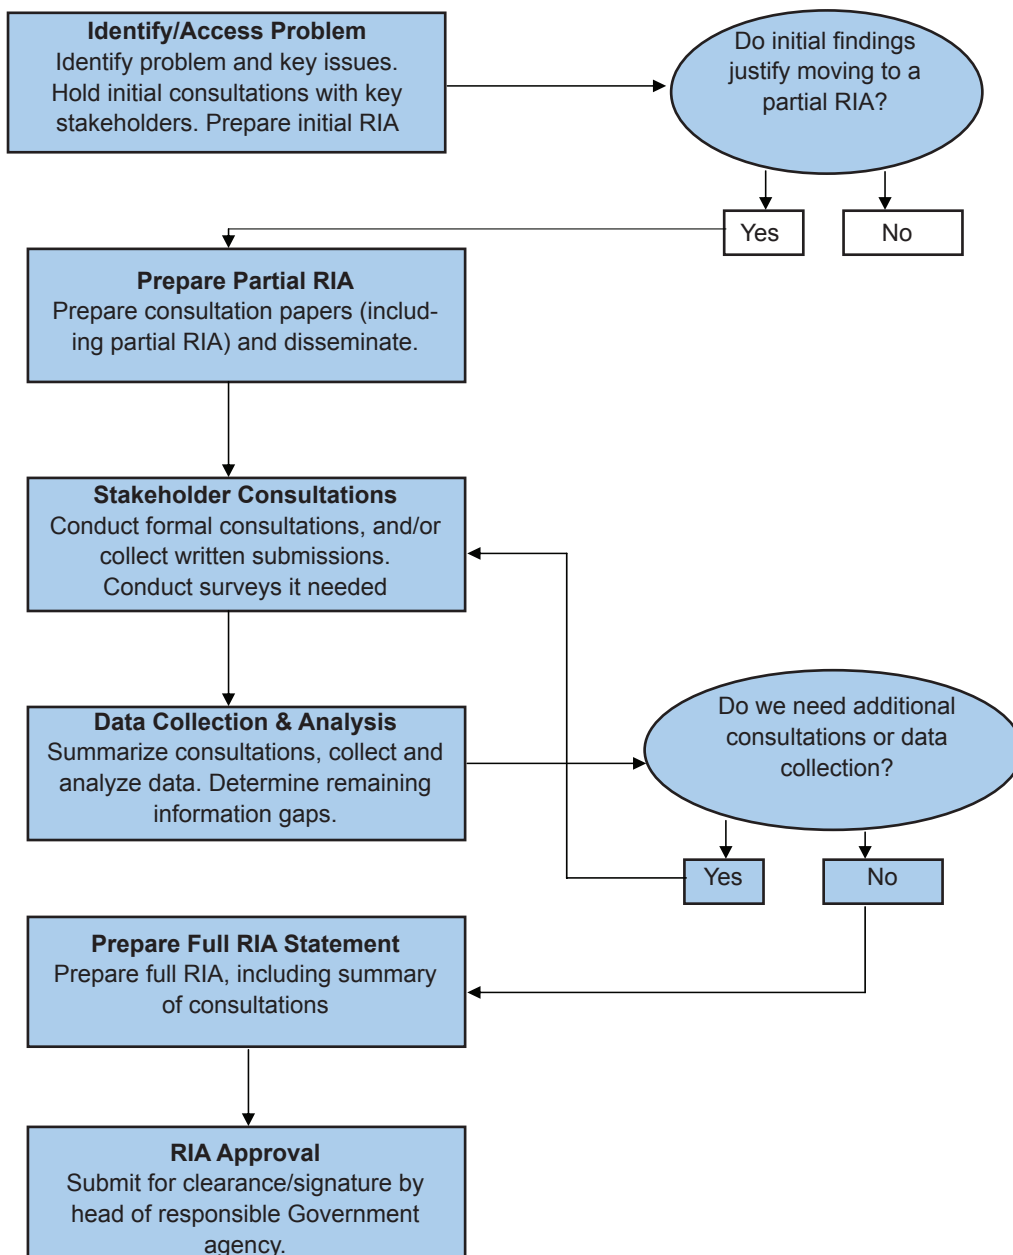 Identify/Access Problem
Identify problem and key issues.
Hold initial consultations with key
stakeholders. Prepare initial RIA
Do initial findings
justify moving to a
partial RIA?
Yes
No
Prepare Partial RIA
Prepare consultation papers (includ-
ing partial RIA) and disseminate.
Stakeholder Consultations
Conduct formal consultations, and/or
collect written submissions.
Conduct surveys it needed
Data Collection & Analysis
Summarize consultations, collect and
analyze data. Determine remaining
information gaps.
Do we need additional
consultations or data
collection?
Yes
No
Prepare Full RIA Statement
Prepare full RIA, including summary
of consultations
RIA Approval
Submit for clearance/signature by
head of responsible Government
agency.